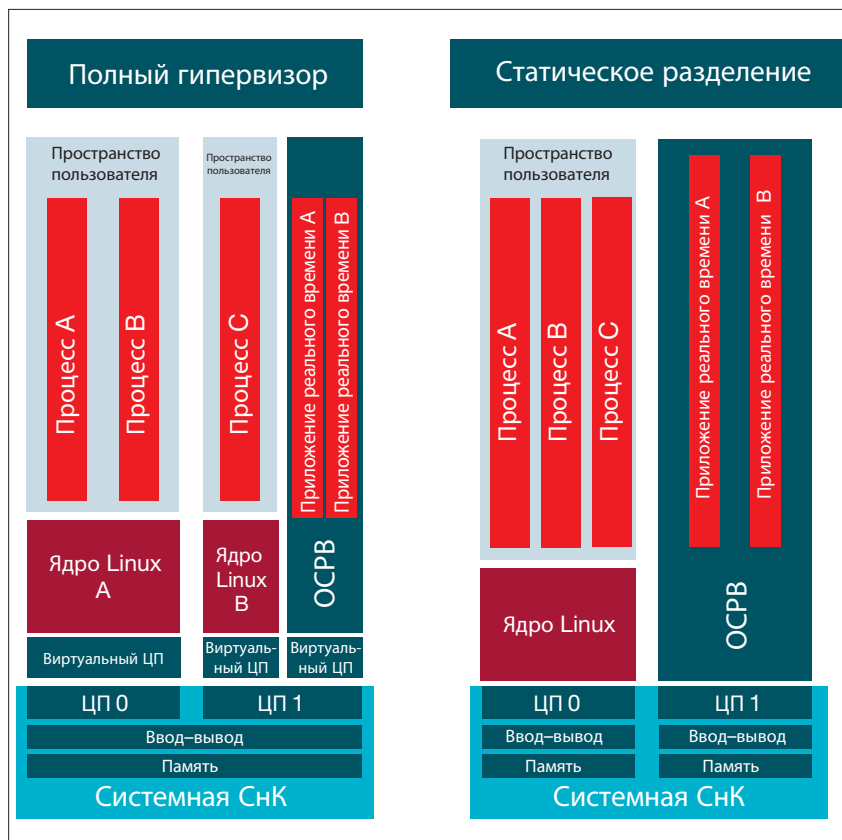 Полный гипервизор
Пространство
пользователя
Процесс A
Процесс B
Ядро Linux
A
Виртуальный ЦП
Пространство
пользователя
Процесс C
Ядро
Linux
B
Виртуаль-
ный ЦП
Приложение реального времени A
Приложение реального времени B
ОСРВ
Виртуаль-
ный ЦП
ЦП 0
ЦП 1
Ввод–вывод
Память
Системная СнК
Статическое разделение
Пространство
пользователя
Процесс A
Процесс B
Процесс C
Ядро Linux
Приложение реального времени A
Приложение реального времени B
ОСРВ
ЦП 0
ЦП 1
Ввод–вывод
Ввод–вывод
Память
Память
Системная СнК